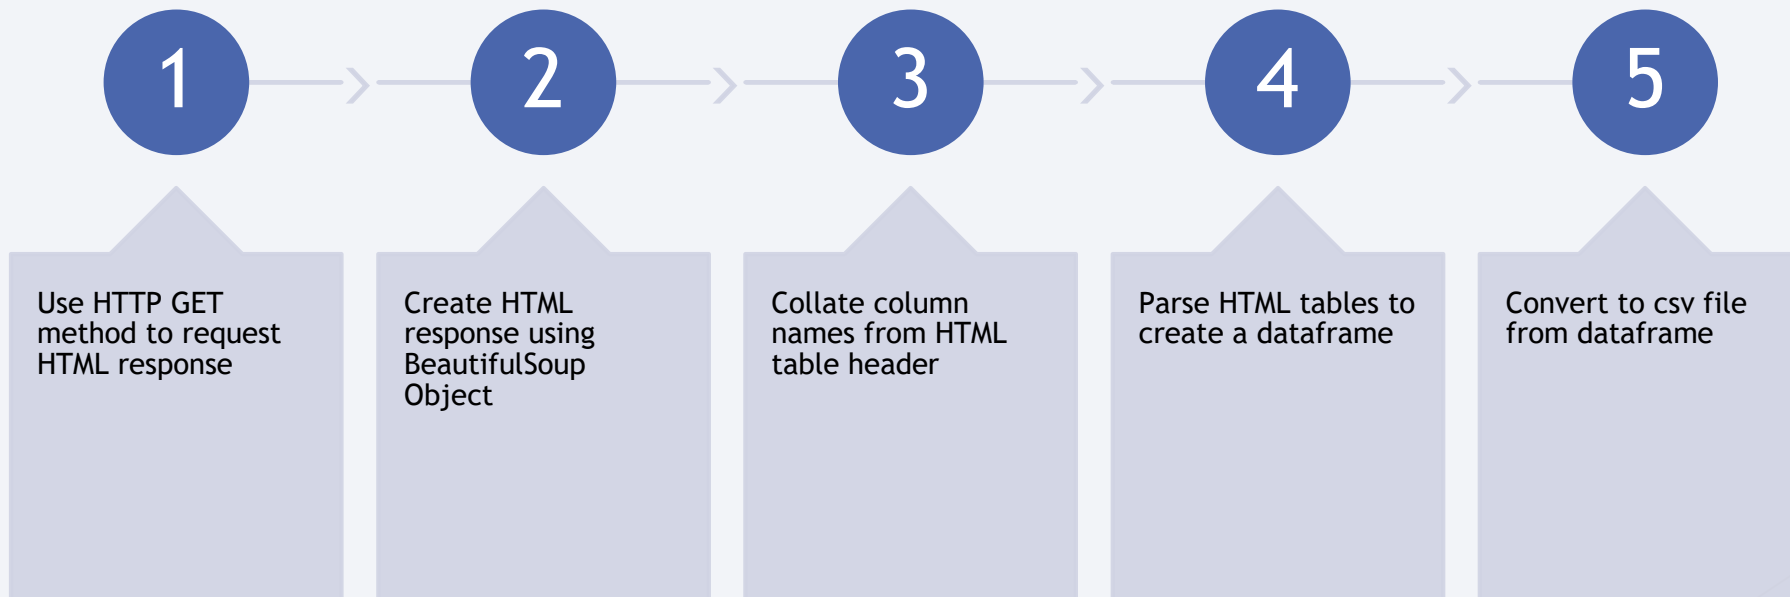 1
2
3
4
5
Use HTTP GET
method to request
HTML response
Create HTML
response using
BeautifulSoup
Object
Collate column
names from HTML
table header
Parse HTML tables to
create a dataframe
Convert to csv file
from dataframe